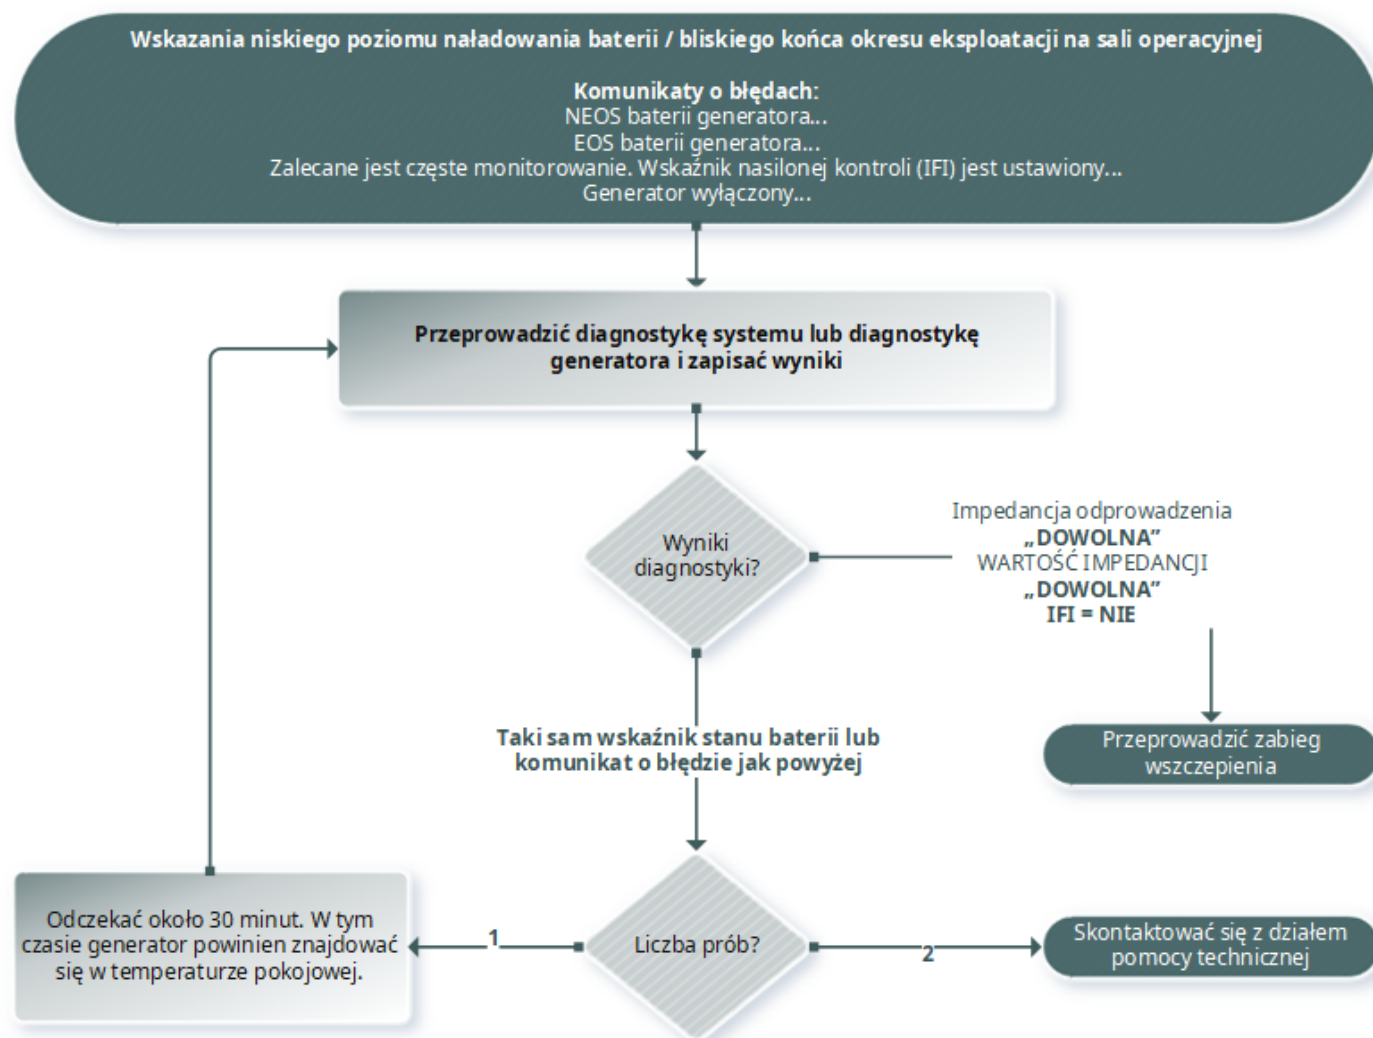 Wskazania niskiego poziomu naładowania baterii / bliskiego końca okresu eksploatacji na sali operacyjnej
Komunikaty o błędach:
NEOS baterii generatora...
EOS baterii generatora...
Zalecane jest częste monitorowanie. Wskaźnik nasilonej kontroli (IFI) jest ustawiony...
Generator wyłączony...
Przeprowadzić diagnostykę systemu lub diagnostykę
generatora i zapisać wyniki
Wyniki
diagnostyki?
Impedancja odprowadzenia
„DOWOLNA”
WARTOŚĆ IMPEDANCJI
„DOWOLNA”
IFI = NIE
Taki sam wskaźnik stanu baterii lub
komunikat o błędzie jak powyżej
Przeprowadzić zabieg
wszczepienia
Odczekać około 30 minut. W tym
czasie generator powinien znajdować
się w temperaturze pokojowej.
1
Liczba prób?
2
Skontaktować się z działem
pomocy technicznej